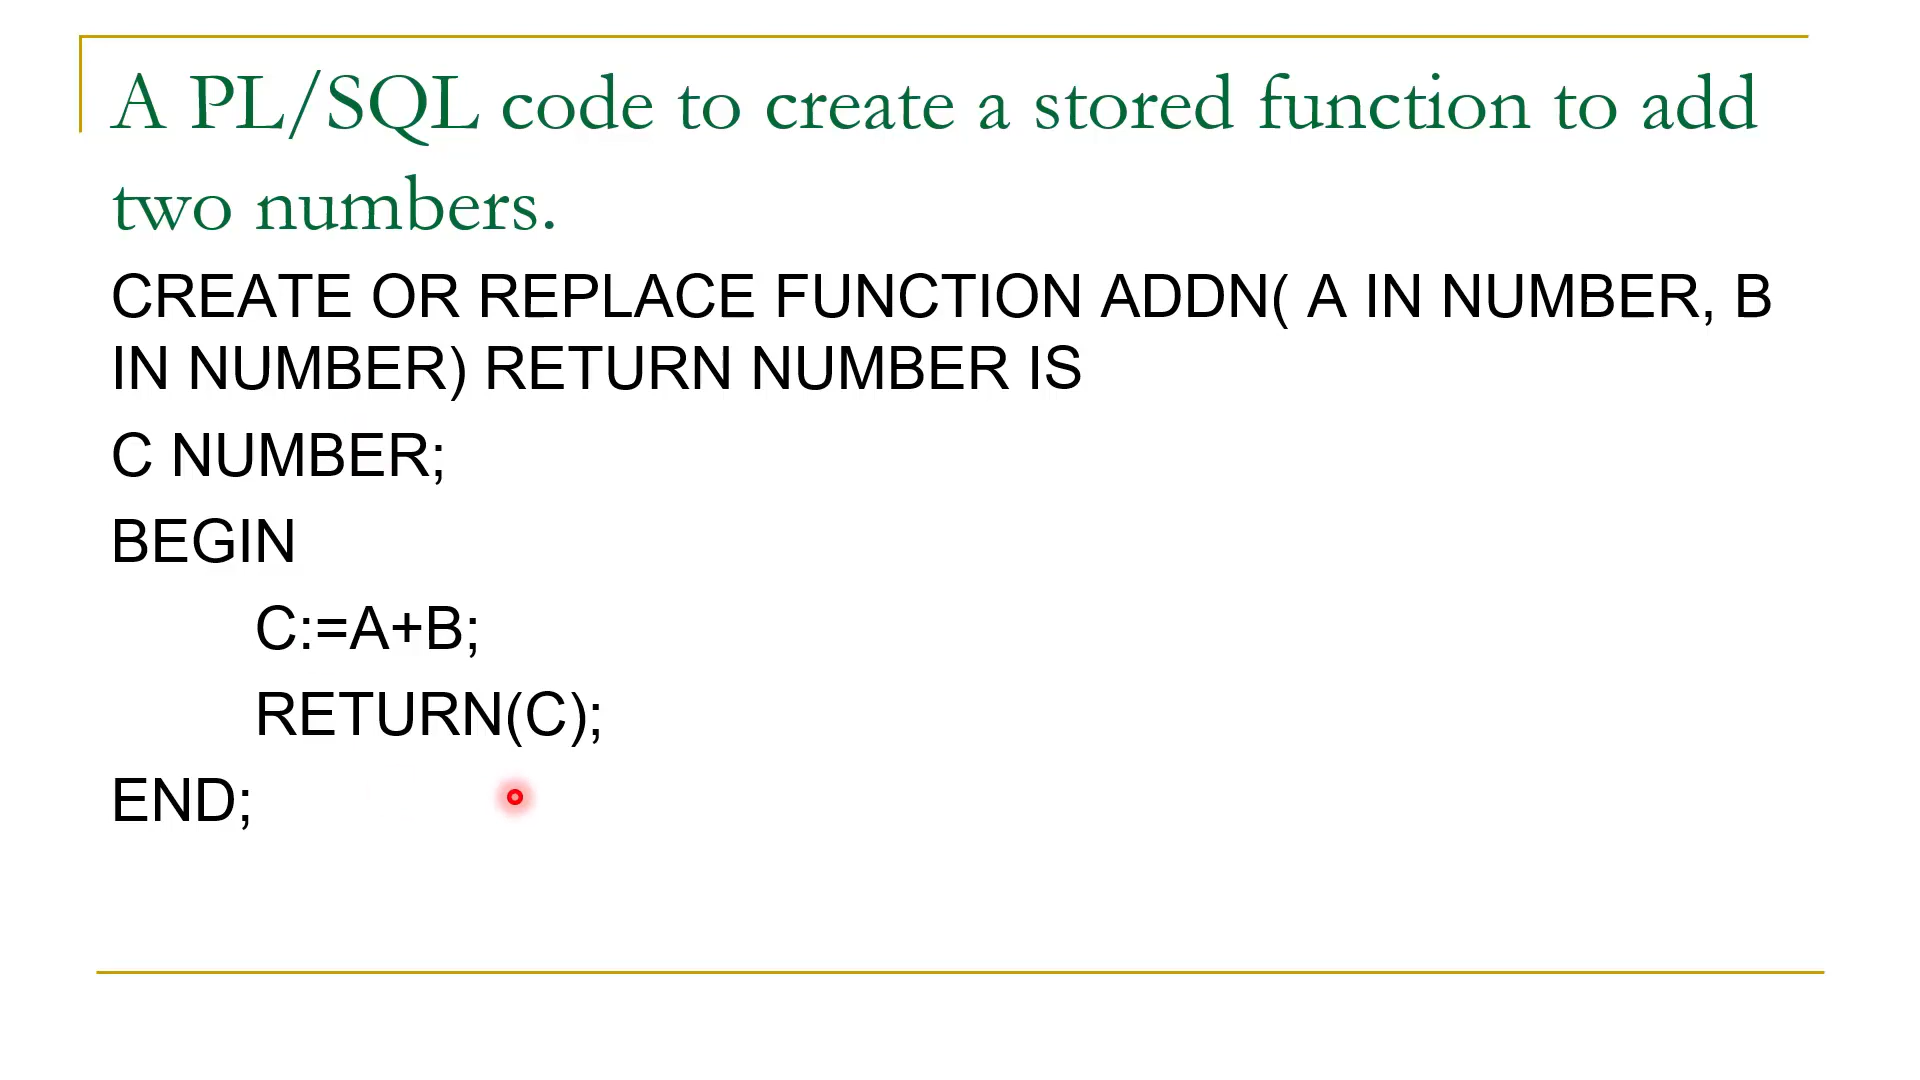 A PL/SQL code to create a stored function to add
two numbers.
CREATE OR REPLACE FUNCTION ADDN( A IN NUMBER, B
IN NUMBER) RETURN NUMBER IS
C NUMBER;
BEGIN
C:=A+B;
RETURN(C);
END;